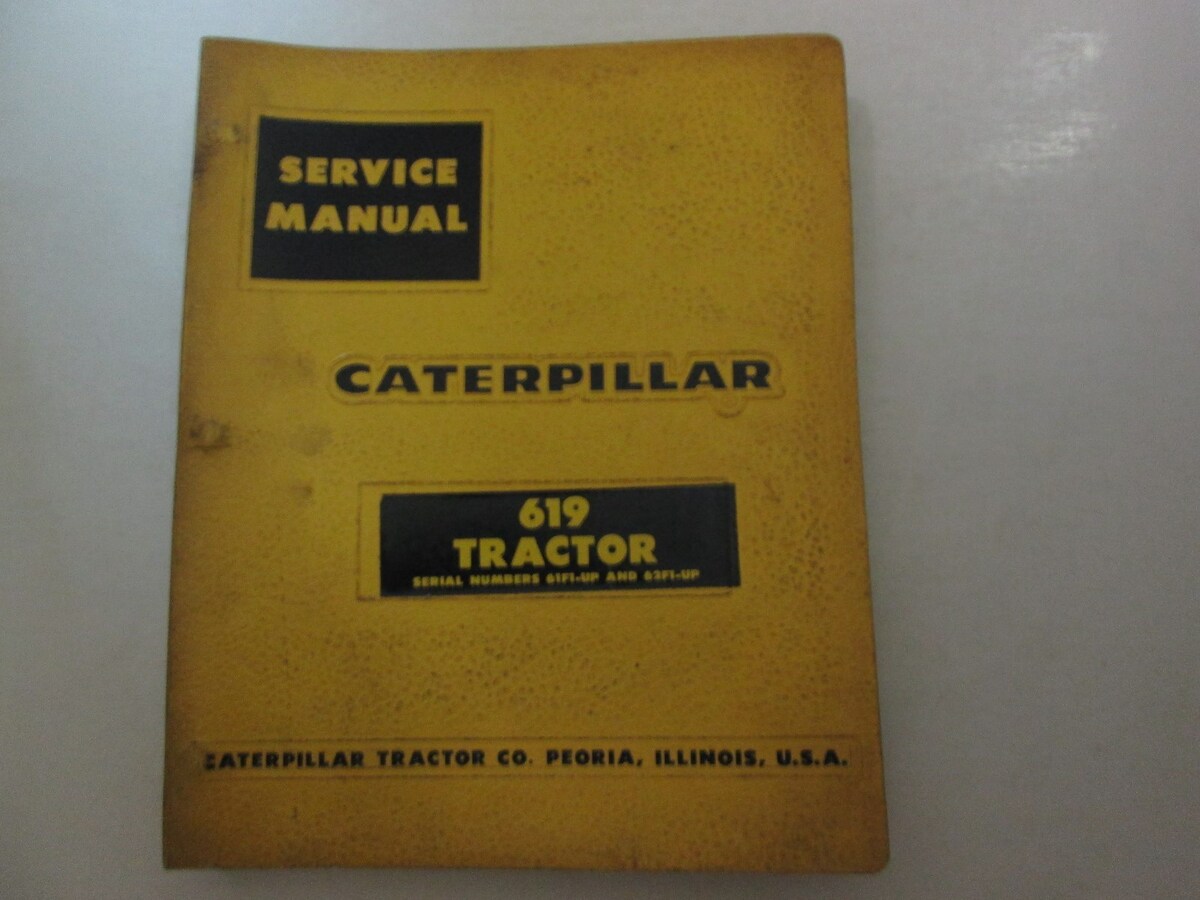 SERVICE
MANUAL
CATERPILLAR
619
TRACTOR
SERIAL NUMBERS 61F1-UP AND 62F1-UP
CATERPILLAR TRACTOR CO. PEORIA, ILLINOIS, U.S.A.